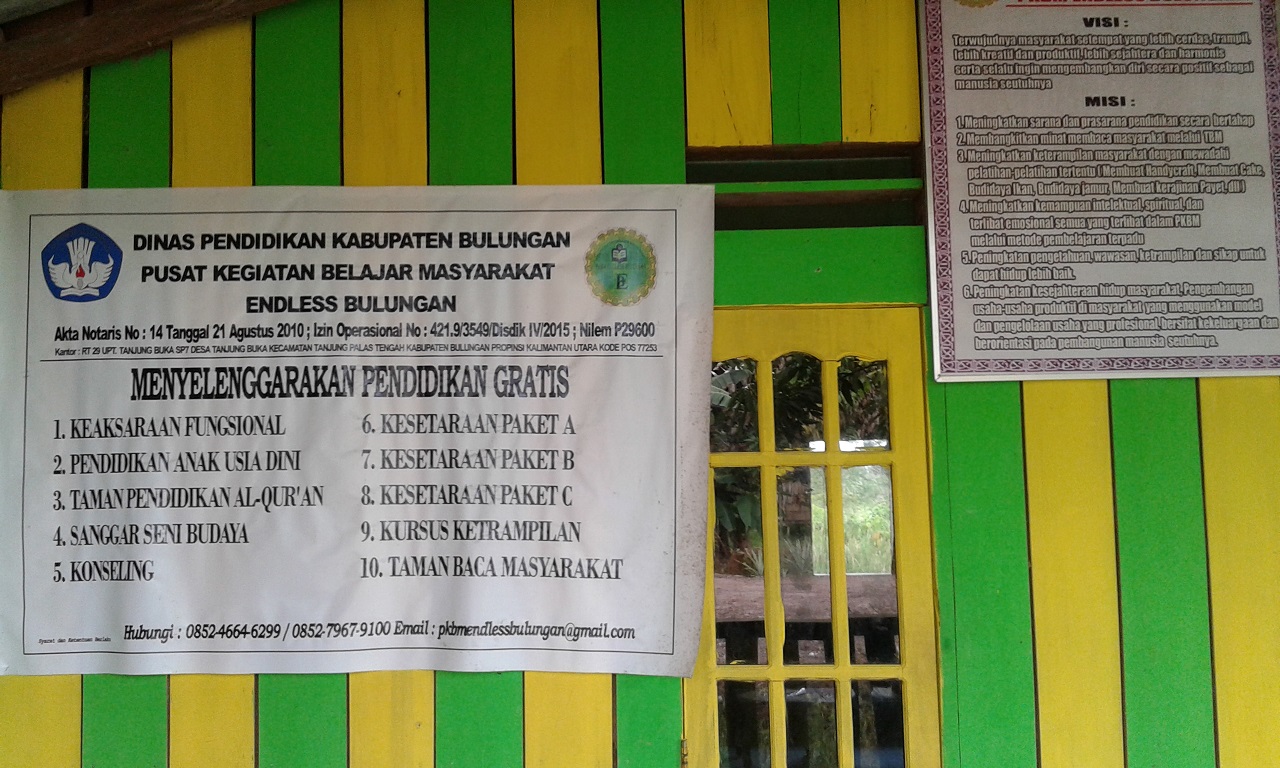 DINAS PENDIDIKAN KABUPATEN BULUNGAN
PUSAT KEGIATAN BELAJAR MASYARAKAT
ENDLESS BULUNGAN
Akta Notaris No : 14 Tanggal 21 Agustus 2010 ; Izin Operasional No : 421.9/3549/Disdik IV/2015 ; Nilem P29600
Kantor : RT 29 UPT. TANJUNG BUKA SP7 DESA TANJUNG BUKA KECAMATAN TANJUNG PALAS TENGAH KABUPATEN BULUNGAN PROPINSI KALIMANTAN UTARA KODE POS 77253
MENYELENGGARAKAN PENDIDIKAN GRATIS
1. KEAKSARAAN FUNGSIONAL
2. PENDIDIKAN ANAK USIA DINI
3. TAMAN PENDIDIKAN AL-QUR'AN
4. SANGGAR SENI BUDAYA
5. KONSELING
6. KESETARAAN PAKET A
7. KESETARAAN PAKET B
8. KESETARAAN PAKET C
9. KURSUS KETRAMPILAN
10. TAMAN BACA MASYARAKAT
Syarat dan Ketentuan Berlaku
Hubungi : 0852-4664-6299 / 0852-7967-9100 Email : pkbmendlessbulungan@gmail.com
VISI :
Terwujudnya masyarakat setempat yang lebih cerdas, trampil,
lebih kreatif dan produktif, lebih sejahtera dan harmonis
serta selalu ingin mengembangkan diri secara positif sebagai
manusia seutuhnya
MISI :
1. Meningkatkan sarana dan prasarana pendidikan secara bertahap
2. Membangkitkan minat membaca masyarakat melalui TBM
3. Meningkatkan keterampilan masyarakat dengan mewadahi
pelatihan-pelatihan tertentu ( Membuat Handycraft, Membuat Cake,
Budidaya Ikan, Budidaya Jamur, Membuat kerajinan Payet, dll )
4. Meningkatkan kemampuan intelektual, spiritual, dan
terlibat emosional semua yang terlibat dalam PKBM
melalui metode pembelajaran terpadu
5. Peningkatan pengetahuan, wawasan, ketrampilan dan sikap untuk
dapat hidup lebih baik.
6. Peningkatan kesejahteraan hidup masyarakat, Pengembangan
usaha-usaha produktif di masyarakat yang menggunakan model
dan pengelolaan usaha yang profesional, bersifat kekeluargaan dan
berorientasi pada pembangunan manusia seutuhnya.